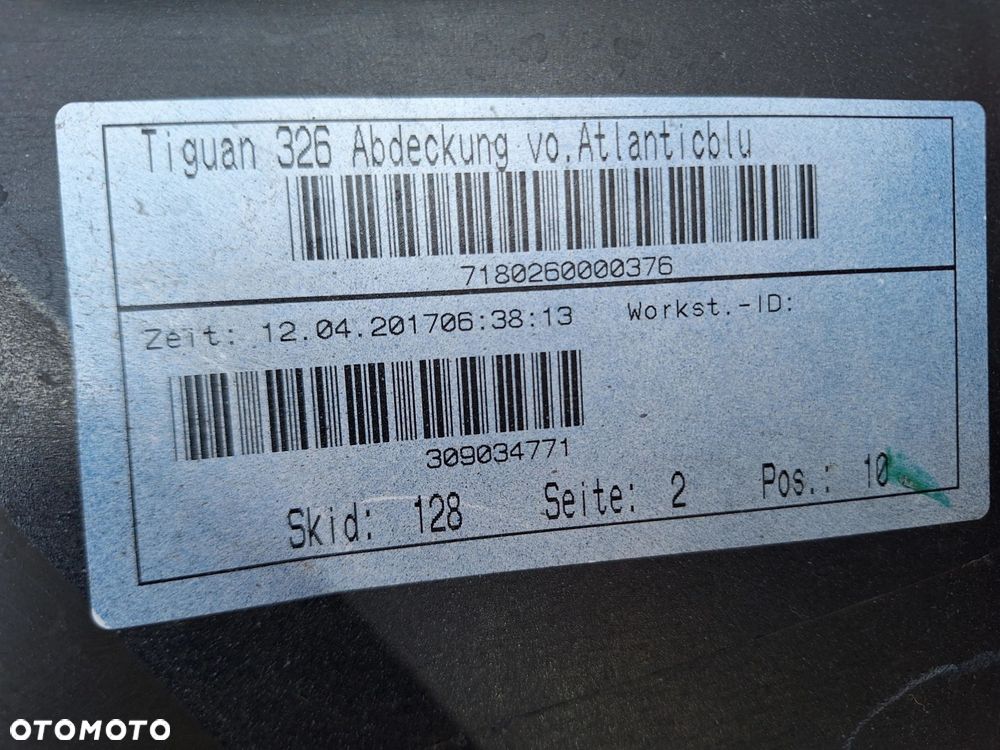 Tiguan 326 Abdeckung vo.Atlanticblu
7180260000376
Zeit: 12.04.201706:38:13 Workst.-ID:
309034771
Skid: 128 Seite: 2 Pos.: 10
OTOMOTO